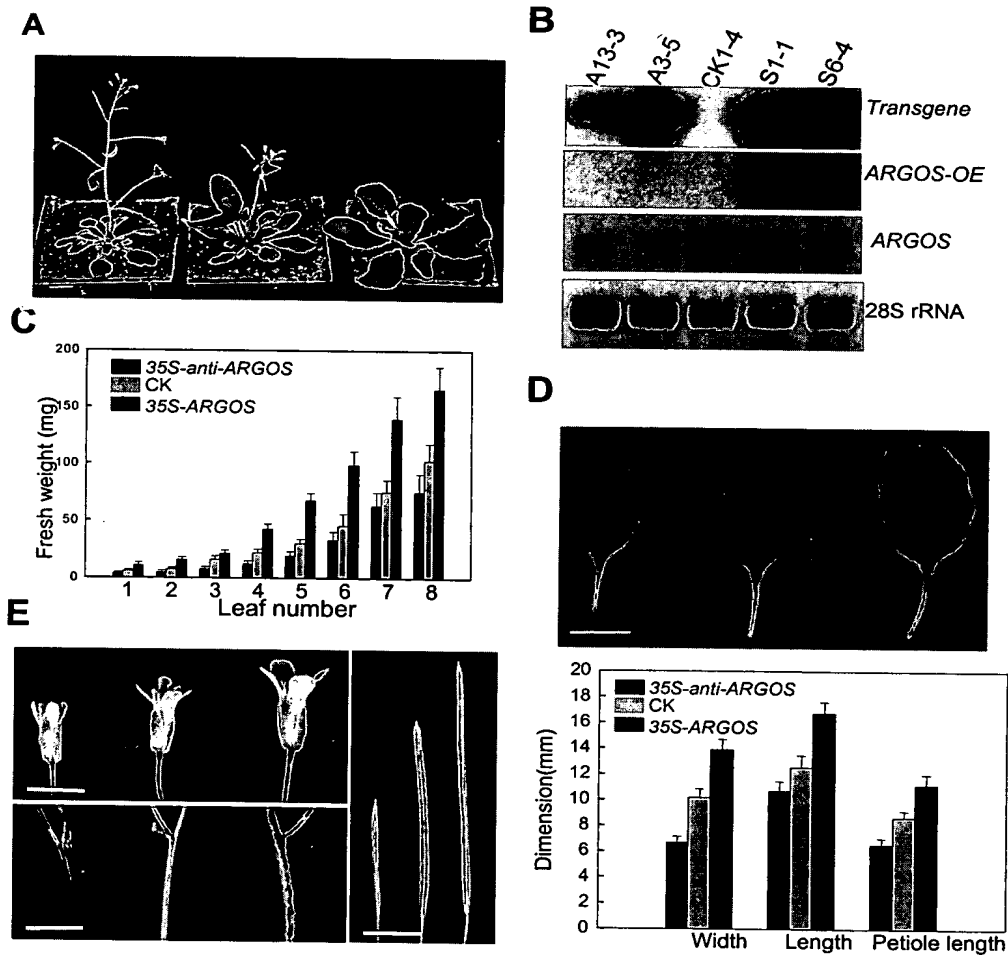 A
B
A13-3
A3-5
CK1-4
S1-1
S6-4
Transgene
ARGOS-OE
ARGOS
28S rRNA
C
200
150
100
50
0
Fresh weight (mg)
35S-anti-ARGOS
CK
35S-ARGOS
1 2 3 4 5 6 7 8
Leaf number
D
20
18
16
14
12
10
8
6
4
2
0
Dimension(mm)
35S-anti-ARGOS
CK
35S-ARGOS
Width Length Petiole length
E